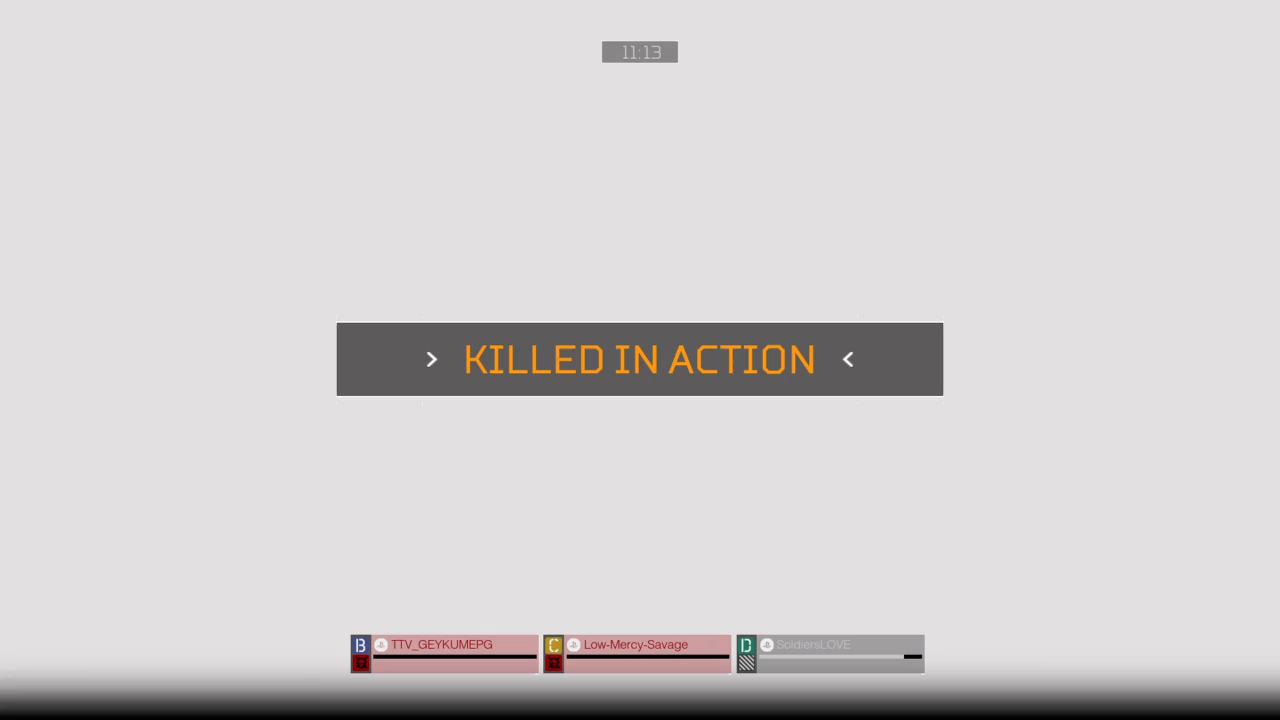 11:13
> KILLED IN ACTION <
B TTV_GEYKUMEPG
C Low-Mercy-Savage
D SoldiersLOVE